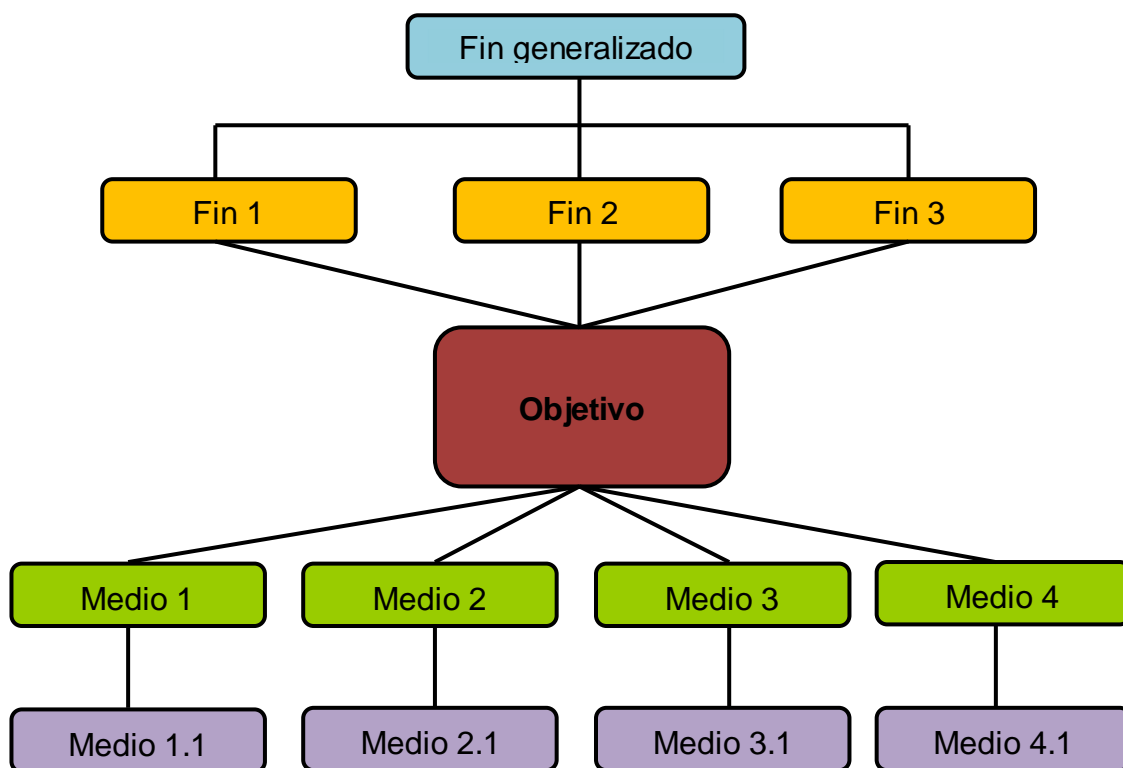 Fin generalizado
Fin 1
Fin 2
Fin 3
Objetivo
Medio 1
Medio 2
Medio 3
Medio 4
Medio 1.1
Medio 2.1
Medio 3.1
Medio 4.1